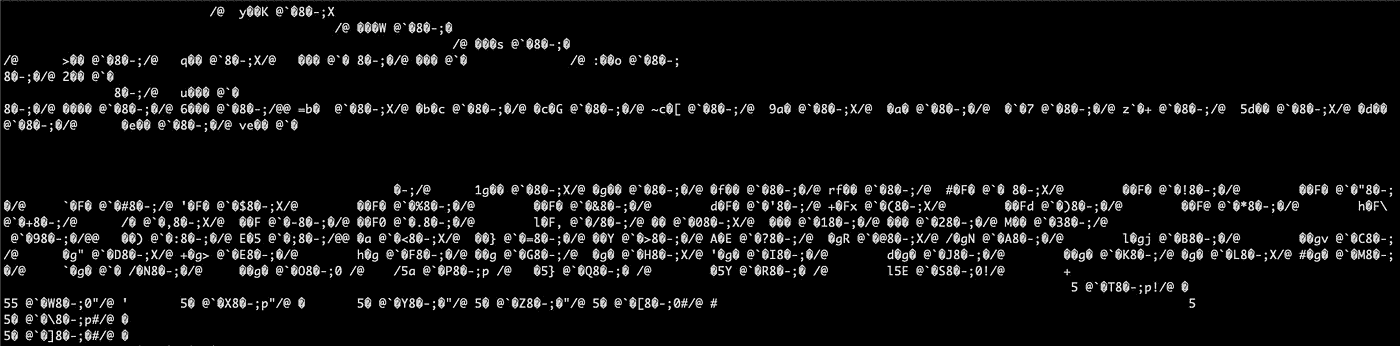 /@  y��K @`�8�-;X
/@ ���W @`�8�-;�
/@ ���s @`�8�-;�
/@      >�� @`�8�-;/@   q�� @`�8�-;X/@   ��� @`� 8�-;�/@ ��� @`�              /@ :��o @`�8�-;
8�-;�/@ 2�� @`�
8�-;/@   u��� @`�
8�-;�/@ ���� @`�8�-;�/@ 6��� @`�8�-;�/@@ =b�  @`�8�-;X/@ �b�c @`�8�-;�/@ �c�G @`�8�-;�/@ ~c�[ @`�8�-;/@  9a� @`�8�-;X/@  �a� @`�8�-;�/@  �`�7 @`�8�-;/@ z`�+ @`�8�-;/@  5d�� @`�8�-;X/@ �d��
@`�8�-;�/@      �e�� @`�8�-;�/@ ve�� @`�
�-;/@      1g�� @`�8�-;X/@ �g�� @`�8�-;�/@ �f�� @`�8�-;�/@ rf�� @`�8�-;/@  #�F� @`� 8�-;X/@       ��F� @`�!8�-;�/@       ��F� @`�"8�-;
�/@     `�F� @`�#8�-;/@ '�F� @`�$8�-;X/@        ��F� @`�%8�-;�/@        ��F� @`�&8�-;/@        d�F� @`�'8�-;/@ +�Fx @`�(8�-;X/@         ��Fd @`�)8�-;�/@        ��F@ @`�*8�-;/@        h�F\
@`�+8�-;/@      /� @`�,8�-;X/@  ��F @`�-8�-;�/@ ��F0 @`�.8�-;/@        l�F, @`�/8�-;/@ �� @`�08�-;X/@  ��� @`�18�-;/@ ��� @`�28�-;/@ M�� @`�38�-;/@
@`�98�-;/@@   ��) @`�:8�-;/@ E�5 @`�;8�-;/@@ �a @`�<8�-;X/@  ��} @`�=8�-;�/@ ��Y @`�>8�-;/@ A�E @`�?8�-;/@  �gR @`�@8�-;X/@ /�gN @`�A8�-;/@        l�gj @`�B8�-;/@        ��gv @`�C8�-;
/@      �g" @`�D8�-;X/@ +�g> @`�E8�-;/@        h�g @`�F8�-;�/@ ��g @`�G8�-;/@  �g� @`�H8�-;X/@ '�g� @`�I8�-;/@        d�g� @`�J8�-;/@         ��g� @`�K8�-;/@ �g� @`�L8�-;X/@ #�g� @`�M8�-;
�/@     `�g� @`� /�N8�-;�/@     ��g� @`�O8�-;0 /@       /5a @`�P8�-;p /@   �5} @`�Q8�-;� /@        �5Y @`�R8�-;� /@        l5E @`�S8�-;0!/@        +
5 @`�T8�-;p!/@ �
55 @`�W8�-;0"/@ '       5� @`�X8�-;p"/@ �       5� @`�Y8�-;�"/@ 5� @`�Z8�-;�"/@ 5� @`�[8�-;0#/@ #                                                                5
5� @`�\8�-;p#/@ �
5� @`�]8�-;�#/@ �